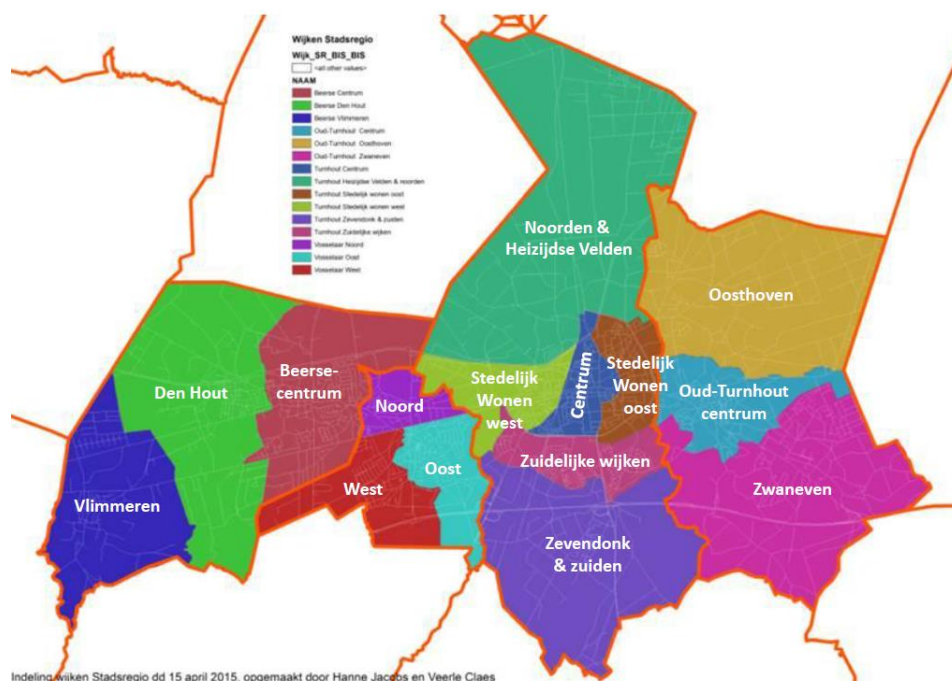 Wijken Stadsregio
Wijk_SR_BIS_BIS
<all other values>
NAAM
Beerse Centrum
Beerse Den Hout
Beerse Vlimmeren
Oud-Turnhout Centrum
Oud-Turnhout Oosthoven
Oud-Turnhout Zwaneven
Turnhout Centrum
Turnhout Heizijdse Velden & noorden
Turnhout Stedelijk wonen oost
Turnhout Stedelijk wonen west
Turnhout Zevendonk & zuiden
Turnhout Zuidelijke wijken
Vosselaar Noord
Vosselaar Oost
Vosselaar West
Noorden &
Heizijdse Velden
Oosthoven
Den Hout
Beerse-
centrum
Noord
Stedelijk
Wonen
west
Centrum
Stedelijk
Wonen
oost
Oud-Turnhout
centrum
Vlimmeren
West
Oost
Zuidelijke wijken
Zwaneven
Zevendonk
& zuiden
Indeling wijken Stadsregio dd 15 april 2015, opgemaakt door Hanne Jacobs en Veerle Claes